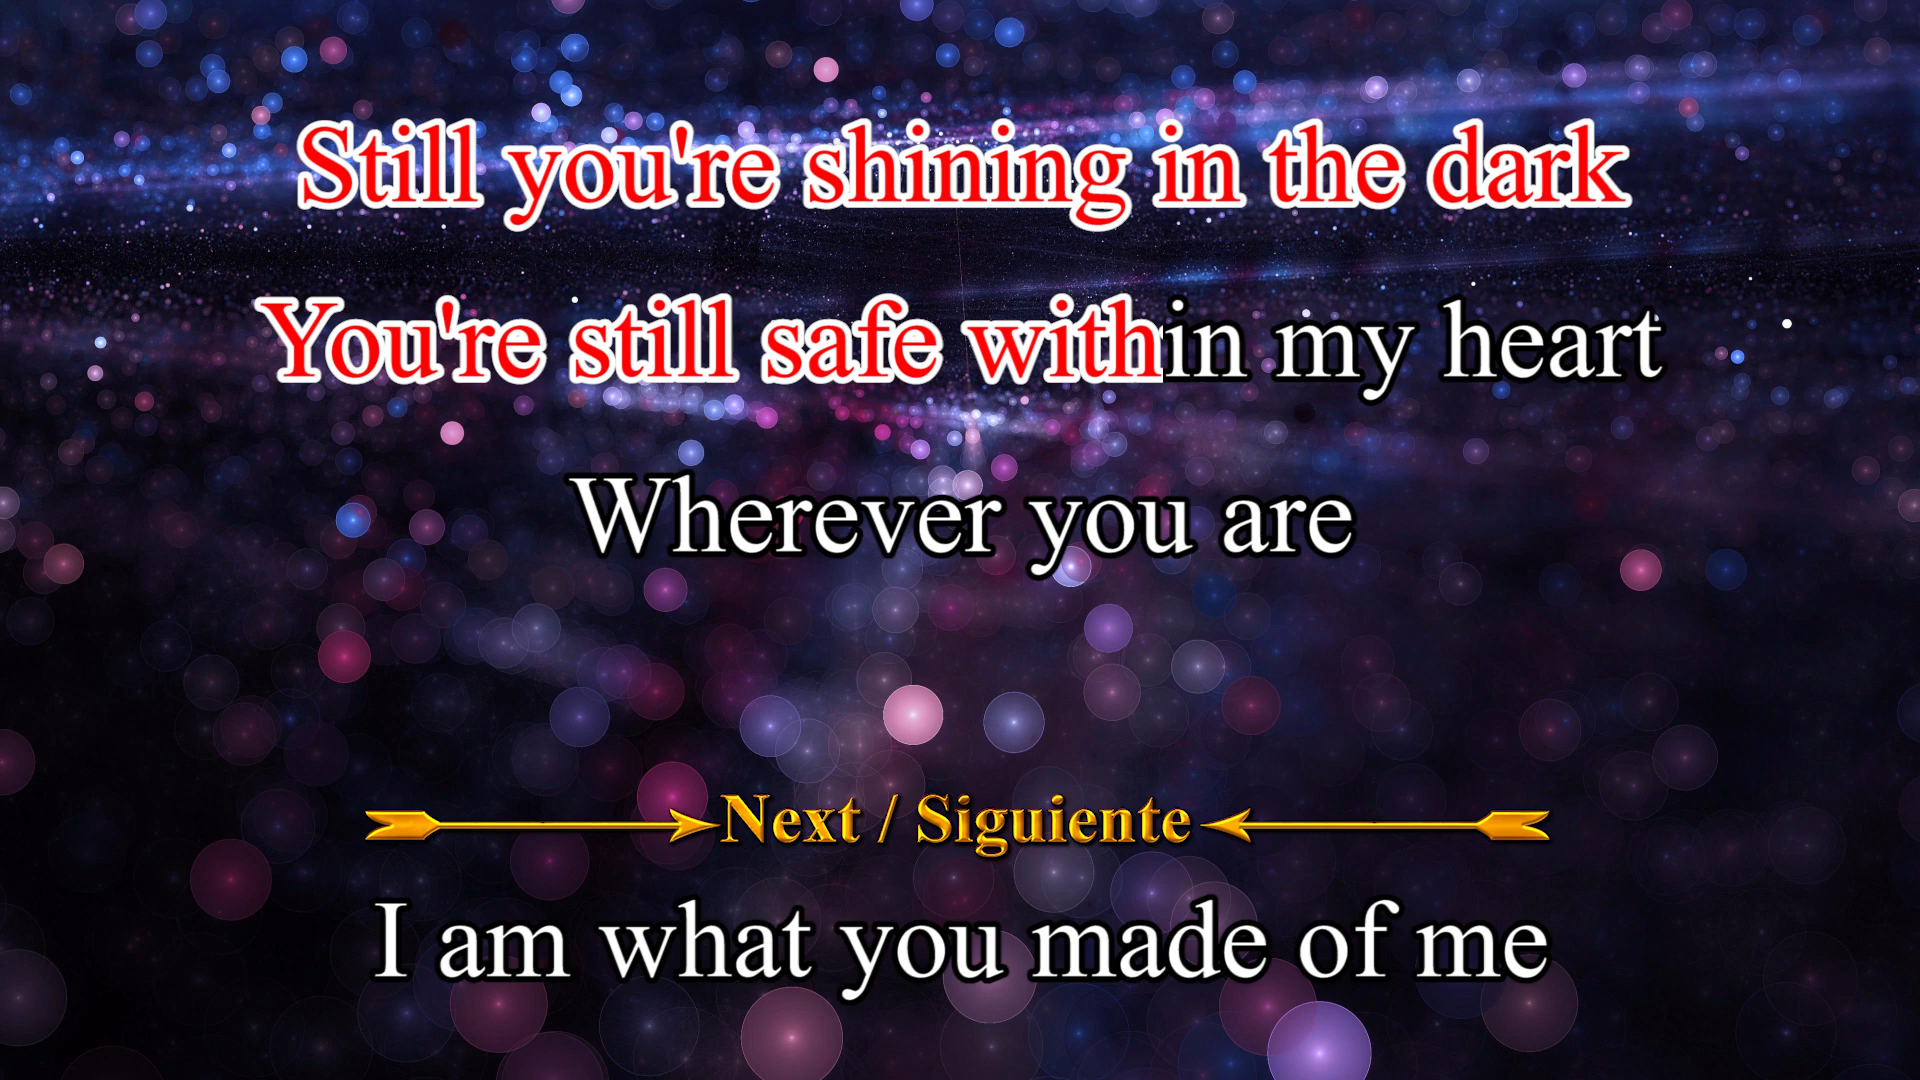 Still you're shining in the dark
You're still safe within my heart
Wherever you are
Next / Siguiente
I am what you made of me